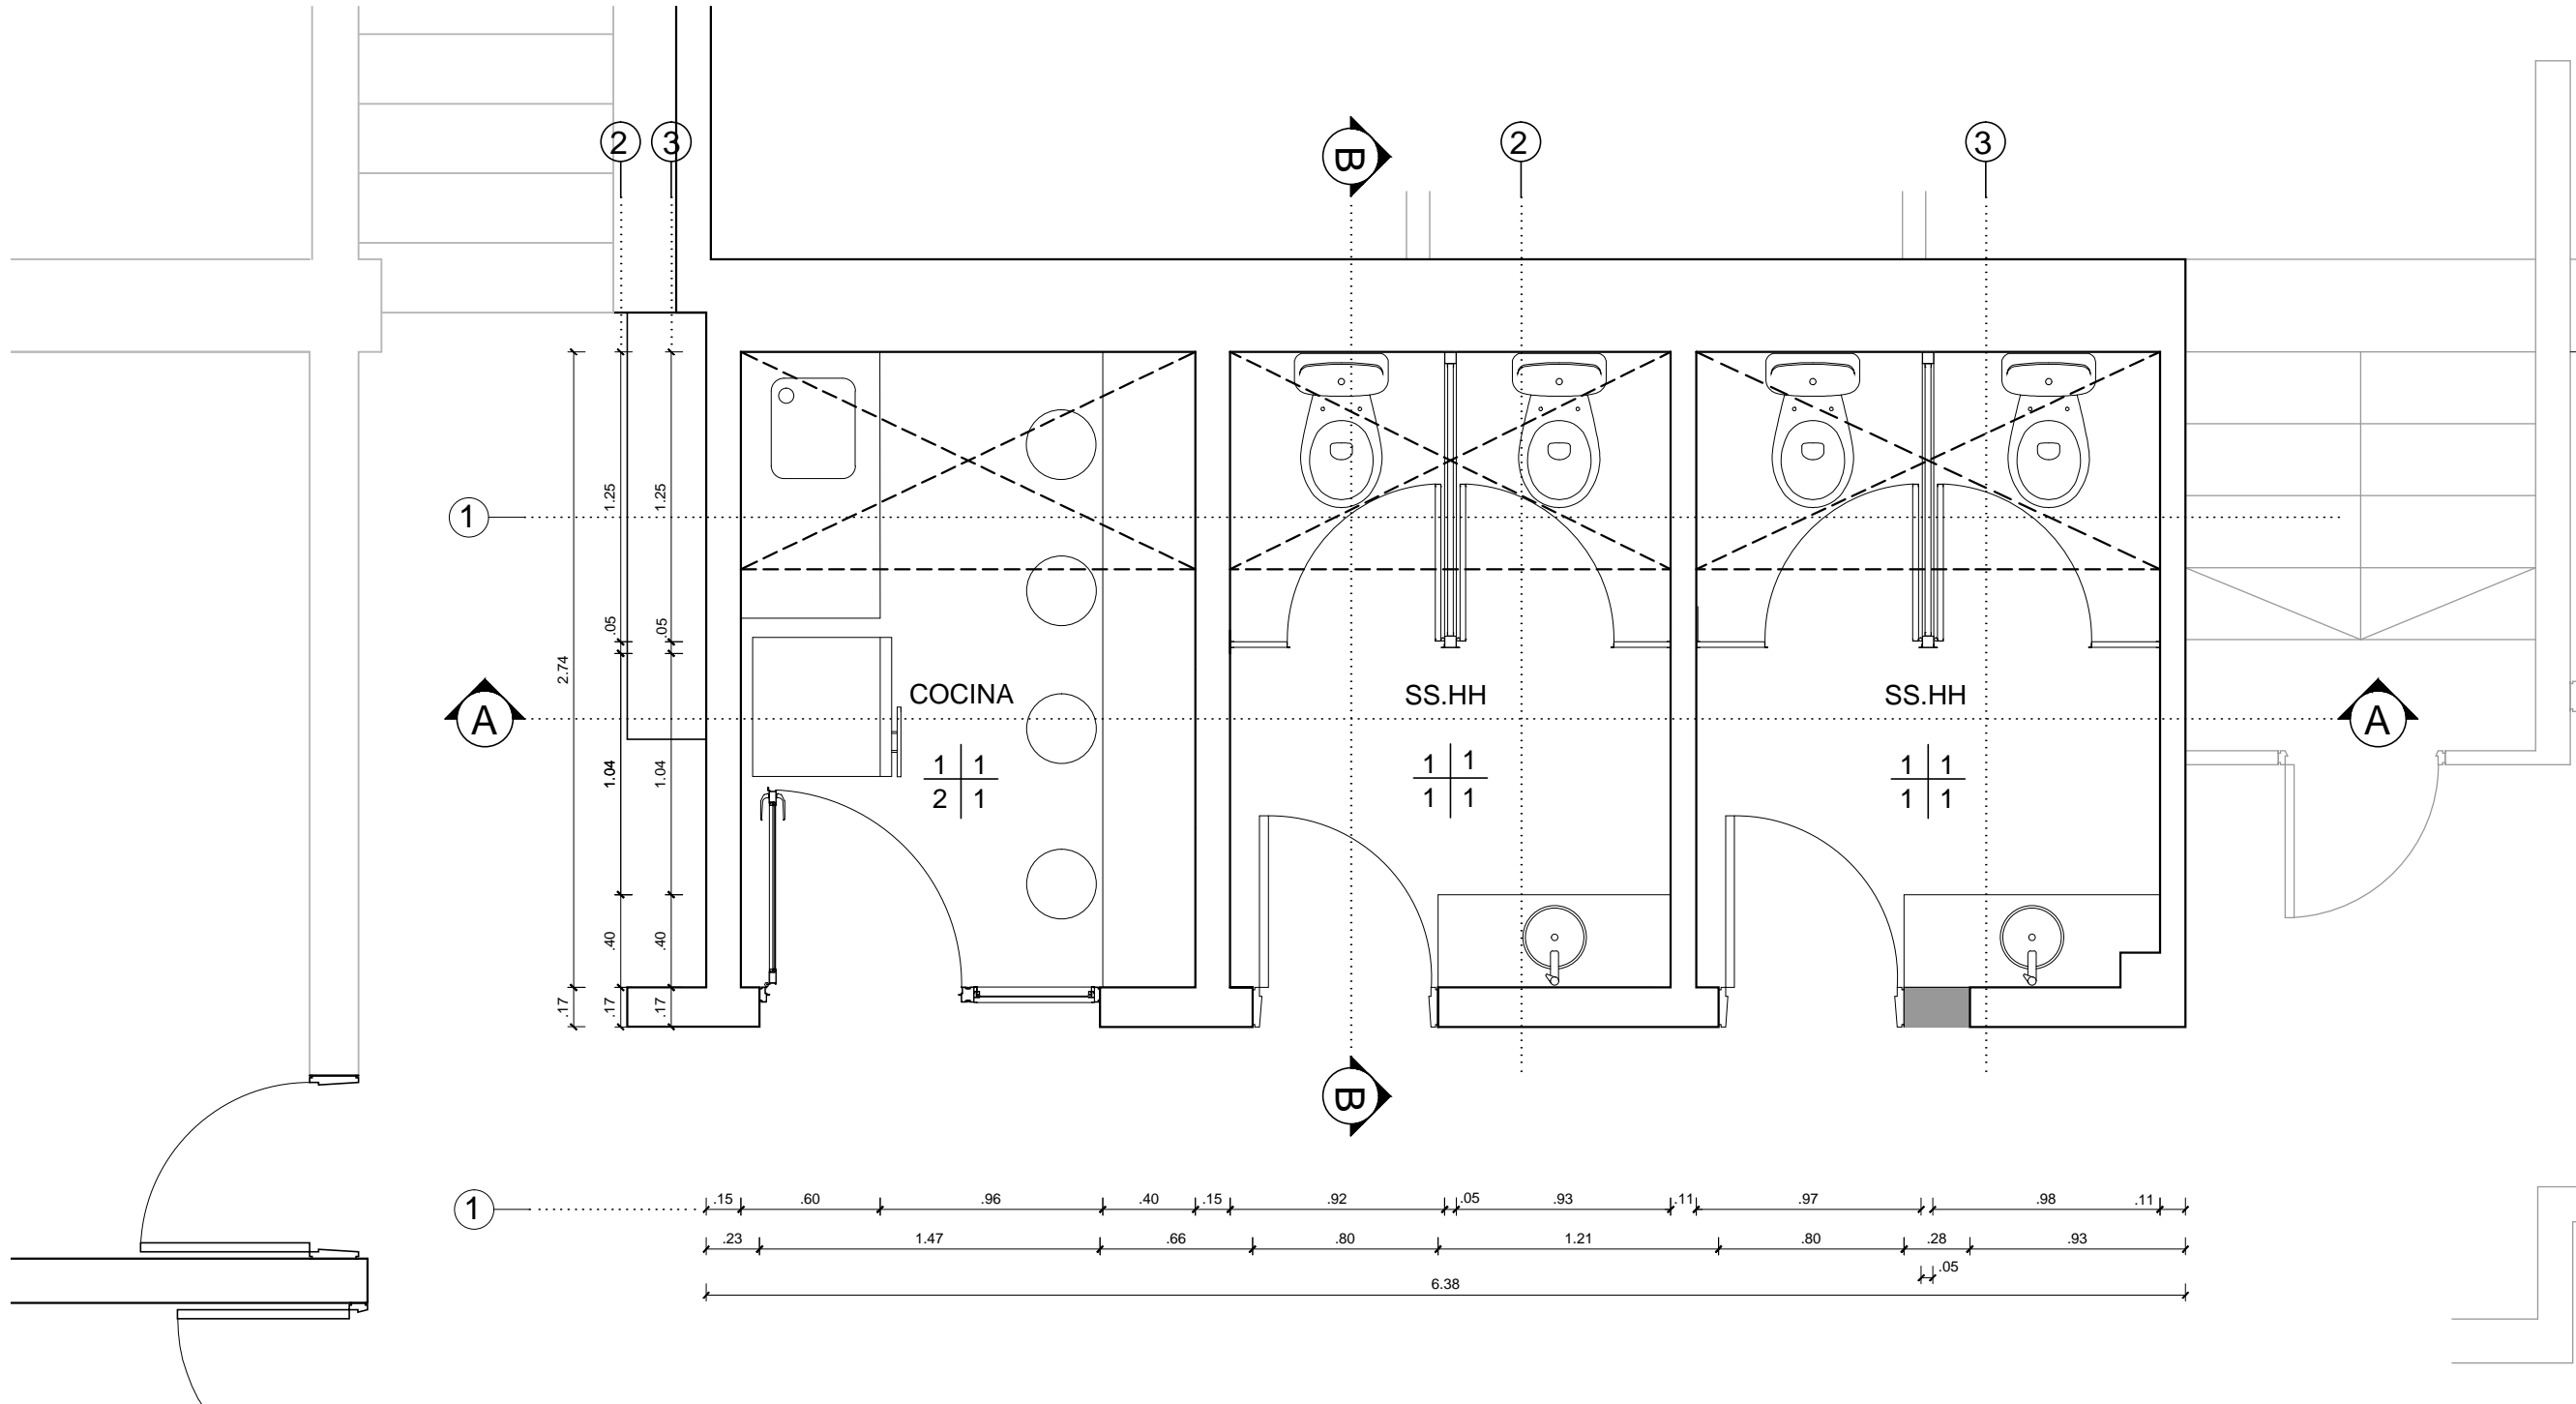 2 3 B 2 3
1.25 1.25
1
.05 .05
2.74
COCINA SS.HH SS.HH
A A
1.04 1.04
1 1 1 1 1 1
2 1 1 1 1 1
.40 .40
.17 .17 .17
B
1 .15 .60 .96 .40 .15 .92 .05 .93 .11 .97 .98 .11
.23 1.47 .66 .80 1.21 .80 .28 .93
.05
6.38